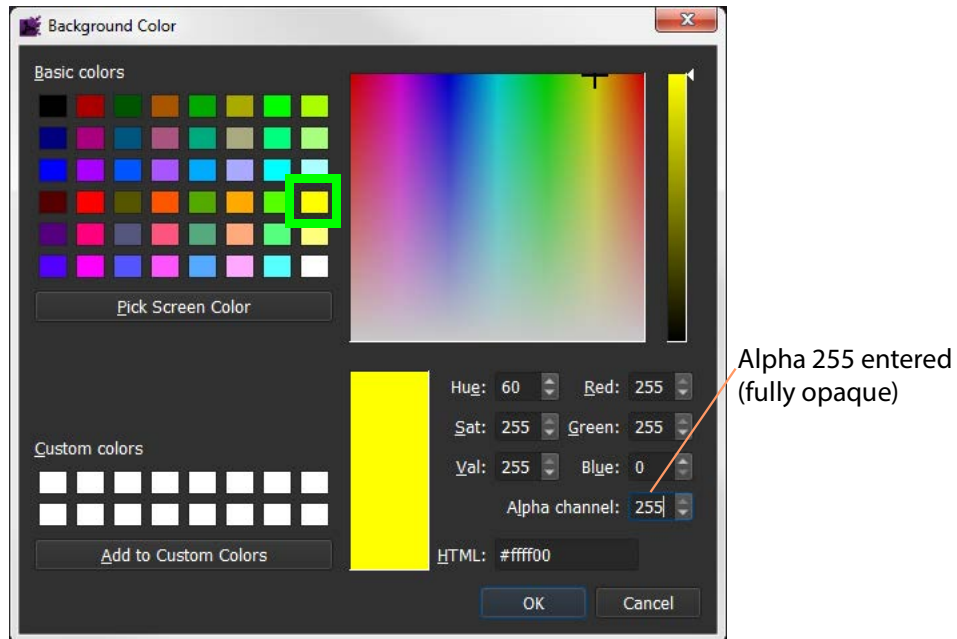 Background Color
Basic colors
Pick Screen Color
Hue: 60 Red: 255
Sat: 255 Green: 255
Val: 255 Blue: 0
Alpha channel: 255
HTML: #ffff00
Custom colors
Add to Custom Colors
OK Cancel
Alpha 255 entered
(fully opaque)